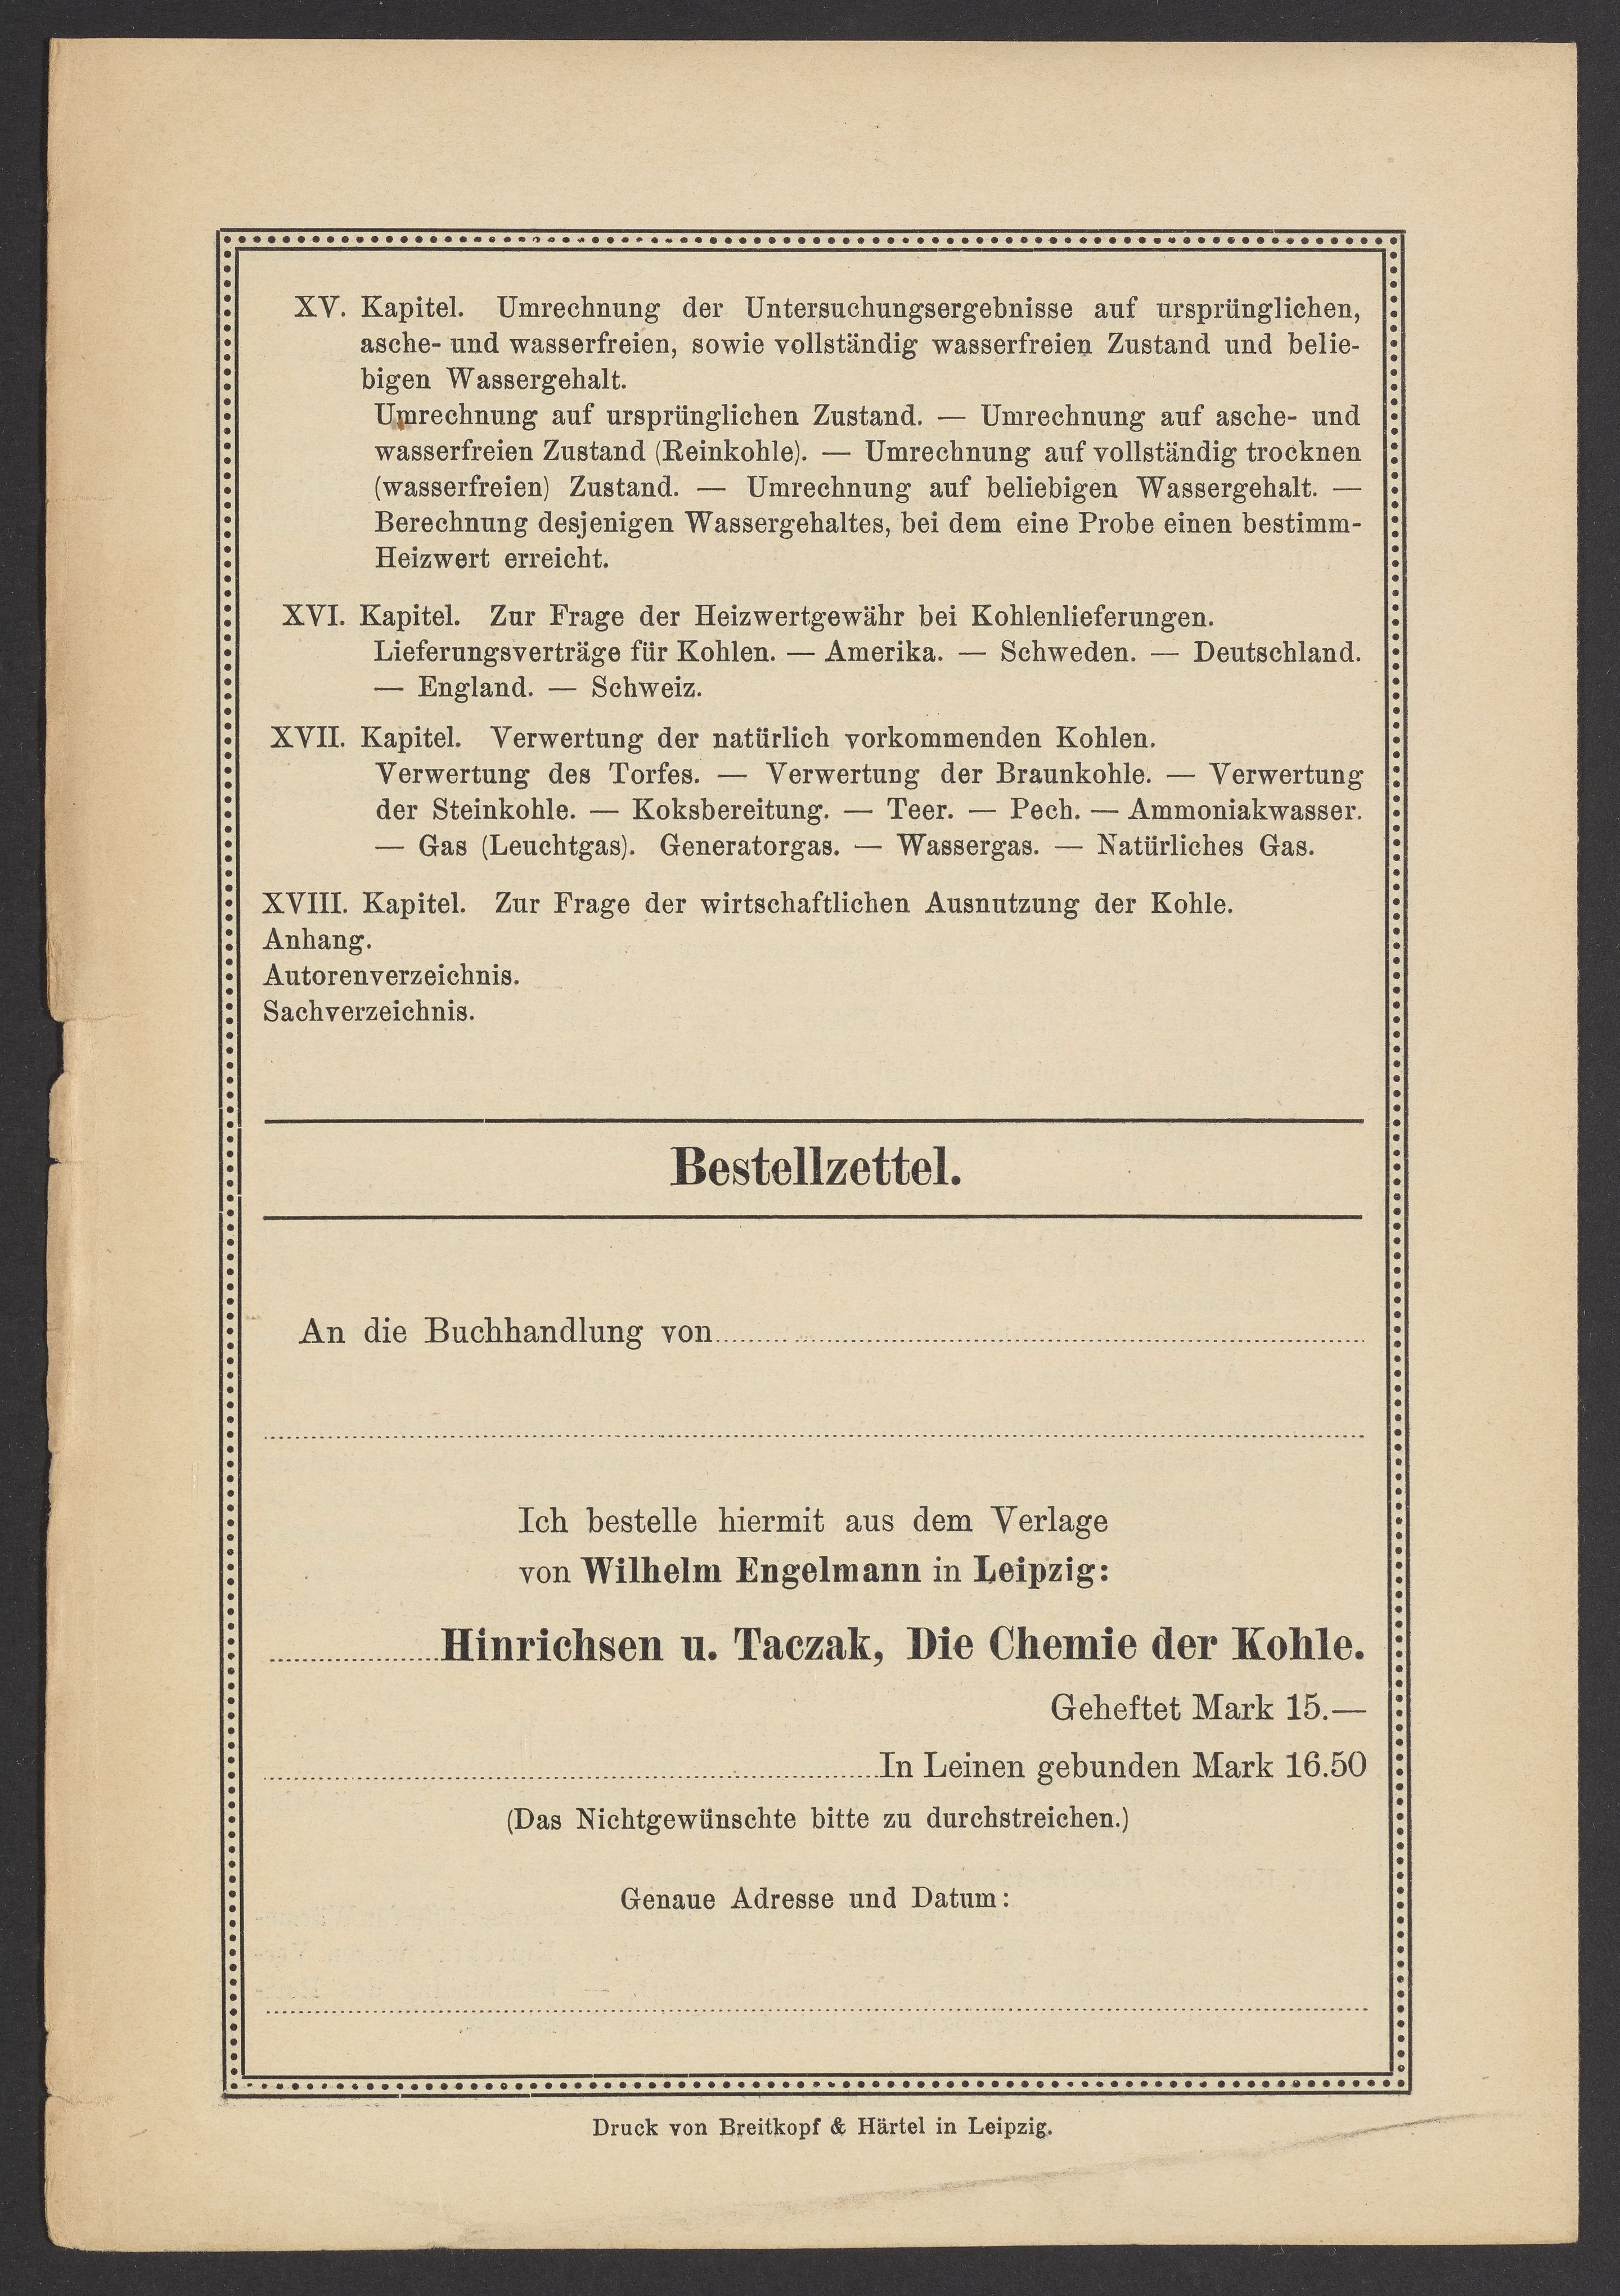 XV. Kapitel. Umrechnung der Untersuchungsergebnisse auf ursprünglichen,
asche- und wasserfreien, sowie vollständig wasserfreien Zustand und belie-
bigen Wassergehalt.
Umrechnung auf ursprünglichen Zustand. — Umrechnung auf asche- und
wasserfreien Zustand (Reinkohle). — Umrechnung auf vollständig trocknen
(wasserfreien) Zustand. — Umrechnung auf beliebigen Wassergehalt. —
Berechnung desjenigen Wassergehaltes, bei dem eine Probe einen bestimm-
Heizwert erreicht.
XVI. Kapitel. Zur Frage der Heizwertgewähr bei Kohlenlieferungen.
Lieferungsverträge für Kohlen. — Amerika. — Schweden. — Deutschland.
— England. — Schweiz.
XVII. Kapitel. Verwertung der natürlich vorkommenden Kohlen.
Verwertung des Torfes. — Verwertung der Braunkohle. — Verwertung
der Steinkohle. — Koksbereitung. — Teer. — Pech. — Ammoniakwasser.
— Gas (Leuchtgas). Generatorgas. — Wassergas. — Natürliches Gas.
XVIII. Kapitel. Zur Frage der wirtschaftlichen Ausnutzung der Kohle.
Anhang.
Autorenverzeichnis.
Sachverzeichnis.
Bestellzettel.
An die Buchhandlung von
Ich bestelle hiermit aus dem Verlage
von Wilhelm Engelmann in Leipzig:
Hinrichsen u. Taczak, Die Chemie der Kohle.
Geheftet Mark 15.—
In Leinen gebunden Mark 16.50
(Das Nichtgewünschte bitte zu durchstreichen.)
Genaue Adresse und Datum:
Druck von Breitkopf & Härtel in Leipzig.